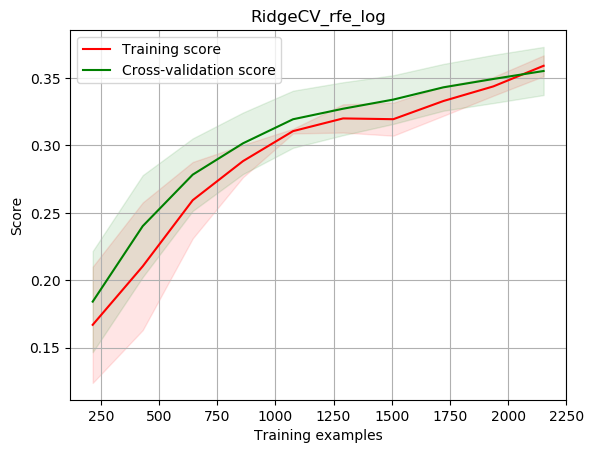 RidgeCV_rfe_log
Training score
Cross-validation score
0.35
0.30
0.25
0.20
0.15
Score
250 500 750 1000 1250 1500 1750 2000 2250
Training examples